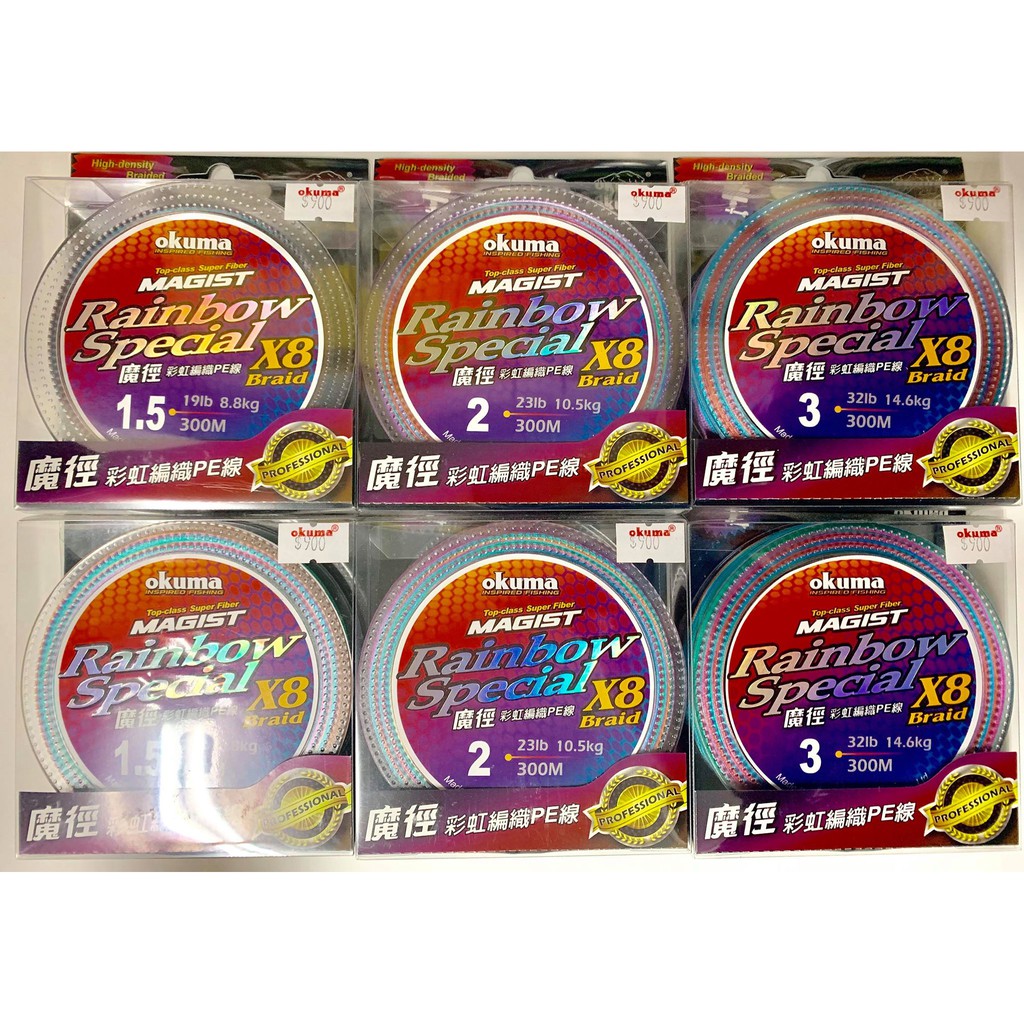 High-density
Braided
okuma®
$900
okuma
INSPIRED FISHING
Top-class Super Fiber
MAGIST
Rainbow
Special
X8
Braid
魔徑 彩虹編織PE線
1.5 19lb 8.8kg
300M
魔徑 彩虹編織PE線
PROFESSIONAL
High-density
Braided
okuma®
$900
okuma
INSPIRED FISHING
Top-class Super Fiber
MAGIST
Rainbow
Special
X8
Braid
魔徑 彩虹編織PE線
2 23lb 10.5kg
300M
魔徑 彩虹編織PE線
PROFESSIONAL
High-density
Braided
okuma®
$900
okuma
INSPIRED FISHING
Top-class Super Fiber
MAGIST
Rainbow
Special
X8
Braid
魔徑 彩虹編織PE線
3 32lb 14.6kg
300M
魔徑 彩虹編織PE線
PROFESSIONAL
okuma®
$900
okuma
INSPIRED FISHING
Top-class Super Fiber
MAGIST
Rainbow
Special
X8
Braid
魔徑 彩虹編織PE線
1.5
魔徑 彩虹
PROFESSIONAL
okuma®
$900
okuma
INSPIRED FISHING
Top-class Super Fiber
MAGIST
Rainbow
Special
X8
Braid
魔徑 彩虹編織PE線
2 23lb 10.5kg
300M
魔徑 彩虹編織PE線
PROFESSIONAL
okuma
okuma®
$900
okuma
INSPIRED FISHING
Top-class Super Fiber
MAGIST
Rainbow
Special
X8
Braid
魔徑 彩虹編織PE線
3 32lb 14.6kg
300M
魔徑 彩虹編織PE線
PROFESSIONAL